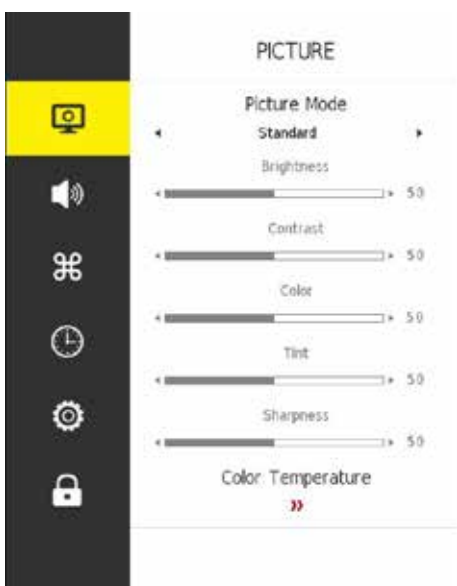 PICTURE
Picture Mode
Standard
Brightness
50
Contrast
50
Color
50
Tint
50
Sharpness
50
Color Temperature
»